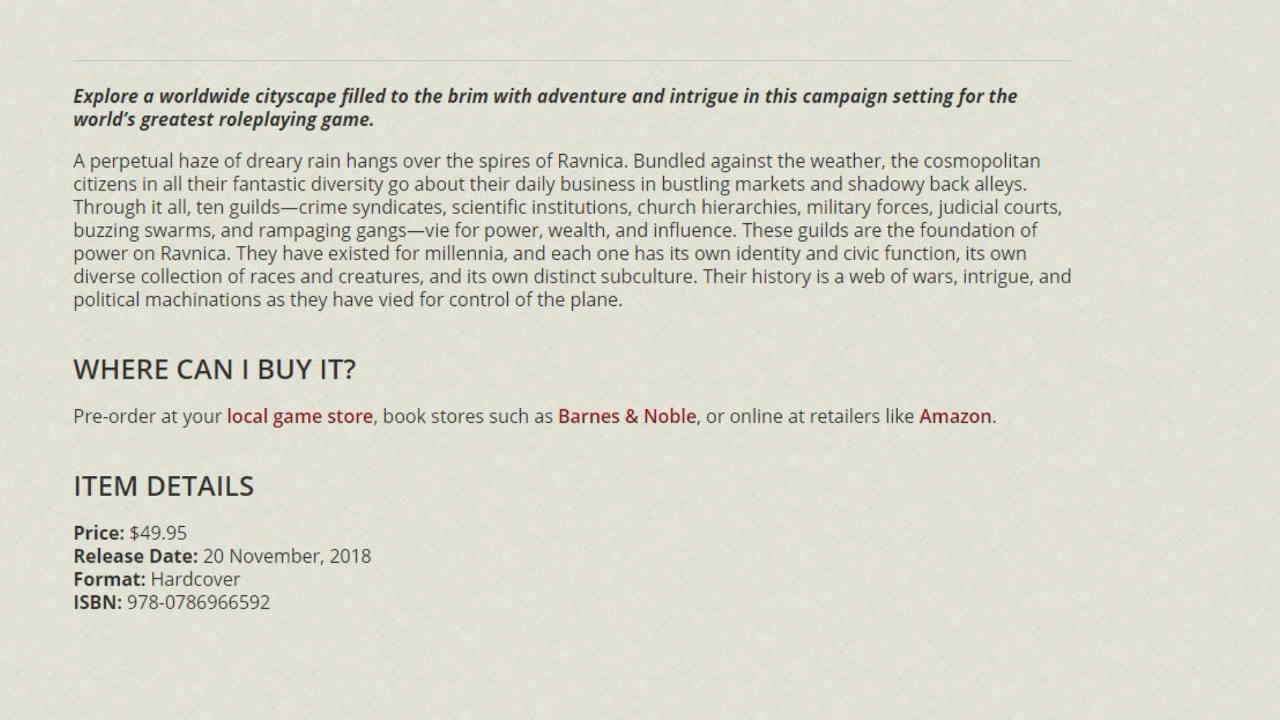 Explore a worldwide cityscape filled to the brim with adventure and intrigue in this campaign setting for the
world’s greatest roleplaying game.
A perpetual haze of dreary rain hangs over the spires of Ravnica. Bundled against the weather, the cosmopolitan
citizens in all their fantastic diversity go about their daily business in bustling markets and shadowy back alleys.
Through it all, ten guilds—crime syndicates, scientific institutions, church hierarchies, military forces, judicial courts,
buzzing swarms, and rampaging gangs—vie for power, wealth, and influence. These guilds are the foundation of
power on Ravnica. They have existed for millennia, and each one has its own identity and civic function, its own
diverse collection of races and creatures, and its own distinct subculture. Their history is a web of wars, intrigue, and
political machinations as they have vied for control of the plane.
WHERE CAN I BUY IT?
Pre-order at your local game store, book stores such as Barnes & Noble, or online at retailers like Amazon.
ITEM DETAILS
Price: $49.95
Release Date: 20 November, 2018
Format: Hardcover
ISBN: 978-0786966592